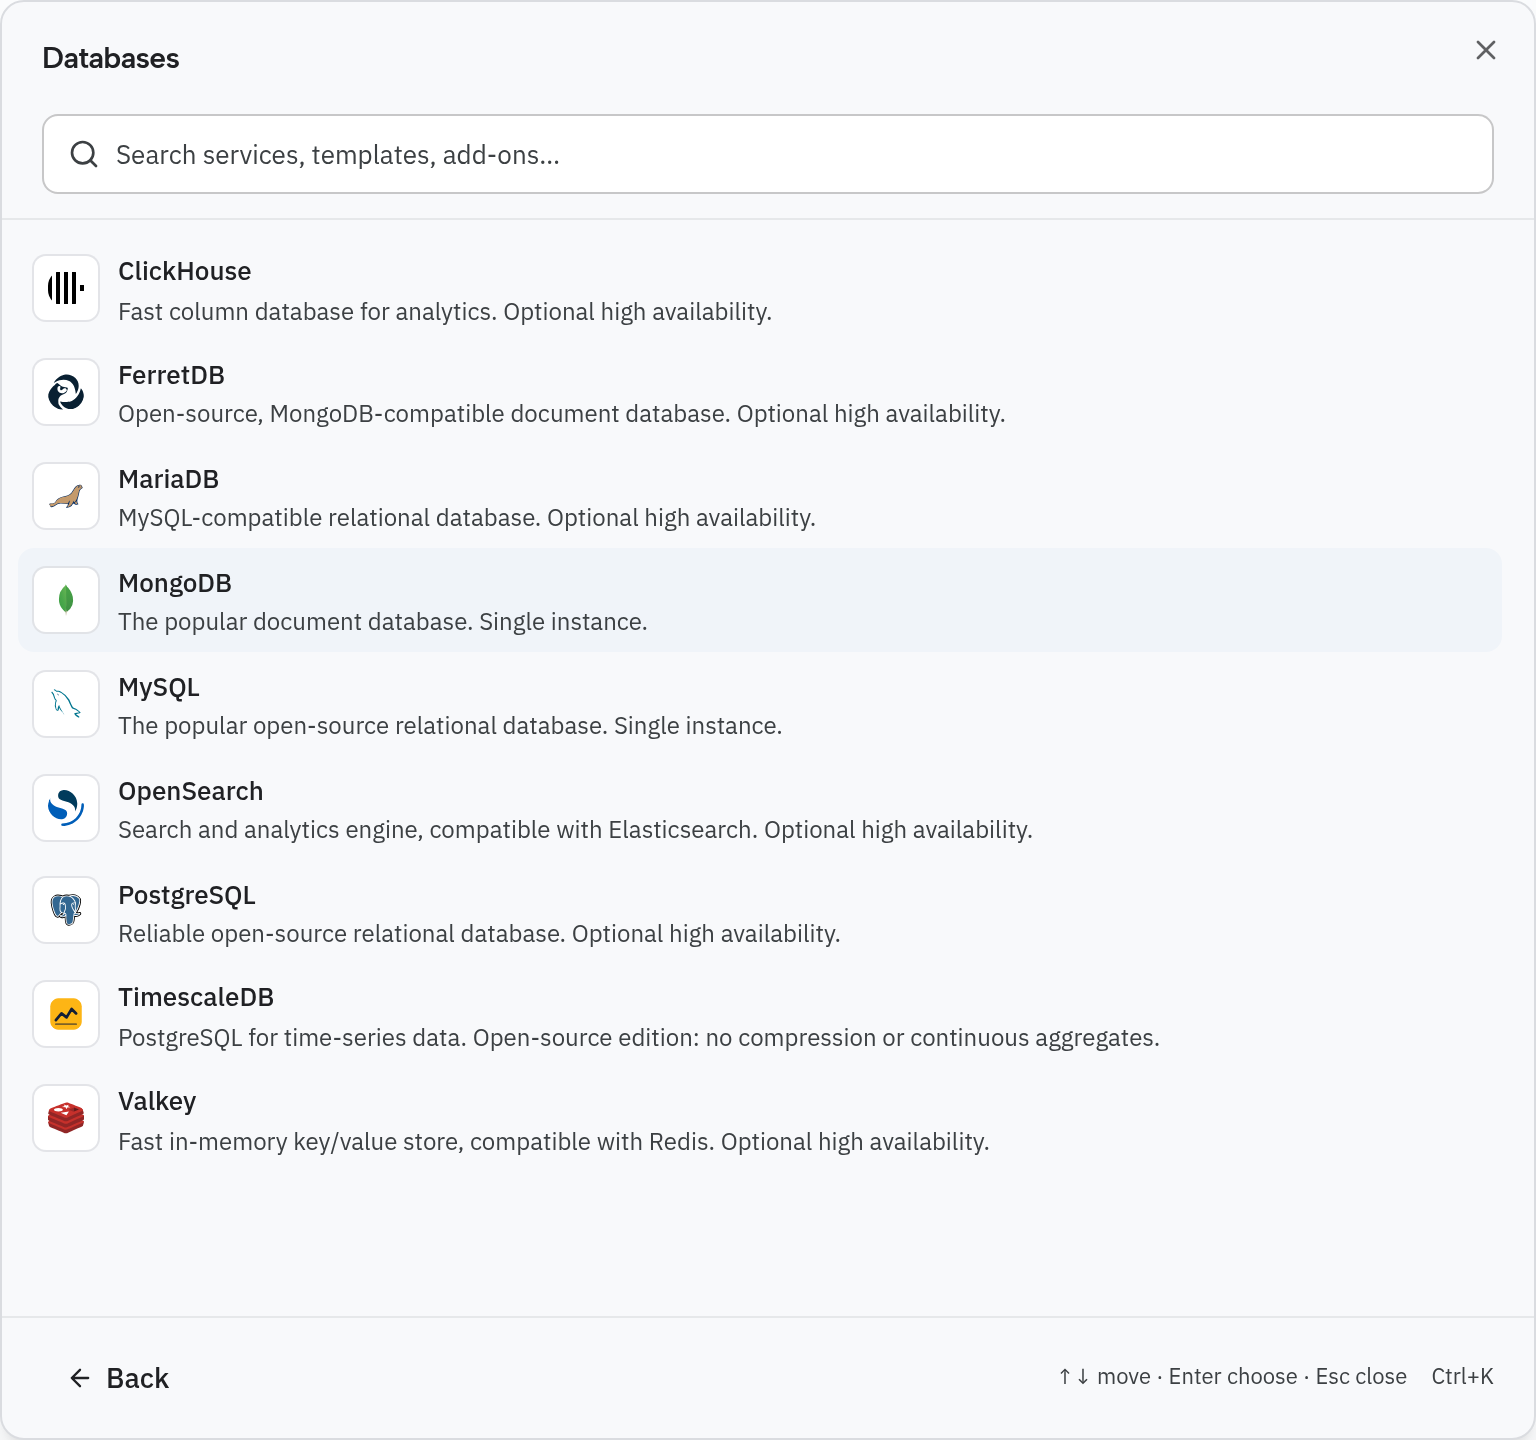 Databases
Search services, templates, add-ons...
ClickHouse
Fast column database for analytics. Optional high availability.
FerretDB
Open-source, MongoDB-compatible document database. Optional high availability.
MariaDB
MySQL-compatible relational database. Optional high availability.
MongoDB
The popular document database. Single instance.
MySQL
The popular open-source relational database. Single instance.
OpenSearch
Search and analytics engine, compatible with Elasticsearch. Optional high availability.
PostgreSQL
Reliable open-source relational database. Optional high availability.
TimescaleDB
PostgreSQL for time-series data. Open-source edition: no compression or continuous aggregates.
Valkey
Fast in-memory key/value store, compatible with Redis. Optional high availability.
← Back
↑↓ move · Enter choose · Esc close Ctrl+K